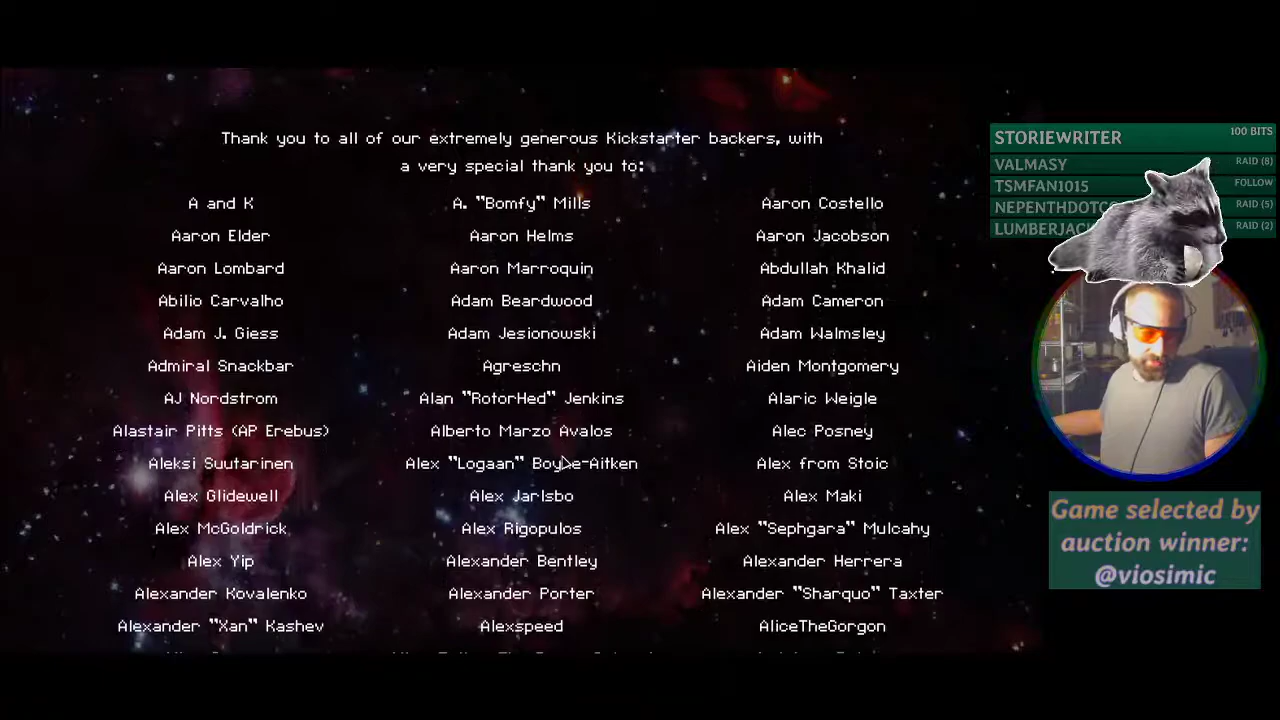 Thank you to all of our extremely generous Kickstarter backers, with
a very special thank you to:
A and K A. "Bomfy" Mills Aaron Costello
Aaron Elder Aaron Helms Aaron Jacobson
Aaron Lombard Aaron Marroquin Abdullah Khalid
Abilio Carvalho Adam Beardwood Adam Cameron
Adam J. Giess Adam Jesionowski Adam Walmsley
Admiral Snackbar Agreschn Aiden Montgomery
AJ Nordstrom Alan "RotorHed" Jenkins Alaric Weigle
Alastair Pitts (AP Erebus) Alberto Marzo Avalos Alec Posney
Aleksi Suutarinen Alex "Logaan" Alex from Stoic
Alex Glidewell Alex Jarlsbo Alex Maki
Alex McGoldrick Alex Rigopulos Alex "Sephgara" Mulcahy
Alex Yip Alexander Bentley Alexander Herrera
Alexander Kovalenko Alexander Porter Alexander "Sharquo" Taxter
Alexander "Xan" Kashev Alexspeed AliceTheGorgon
STORIEWRITER 100 BITS
VALMASY RAID (8)
TSMFAN1015 FOLLOW
RAID (5)
RAID (2)
Game selected by
auction winner:
@viosimic